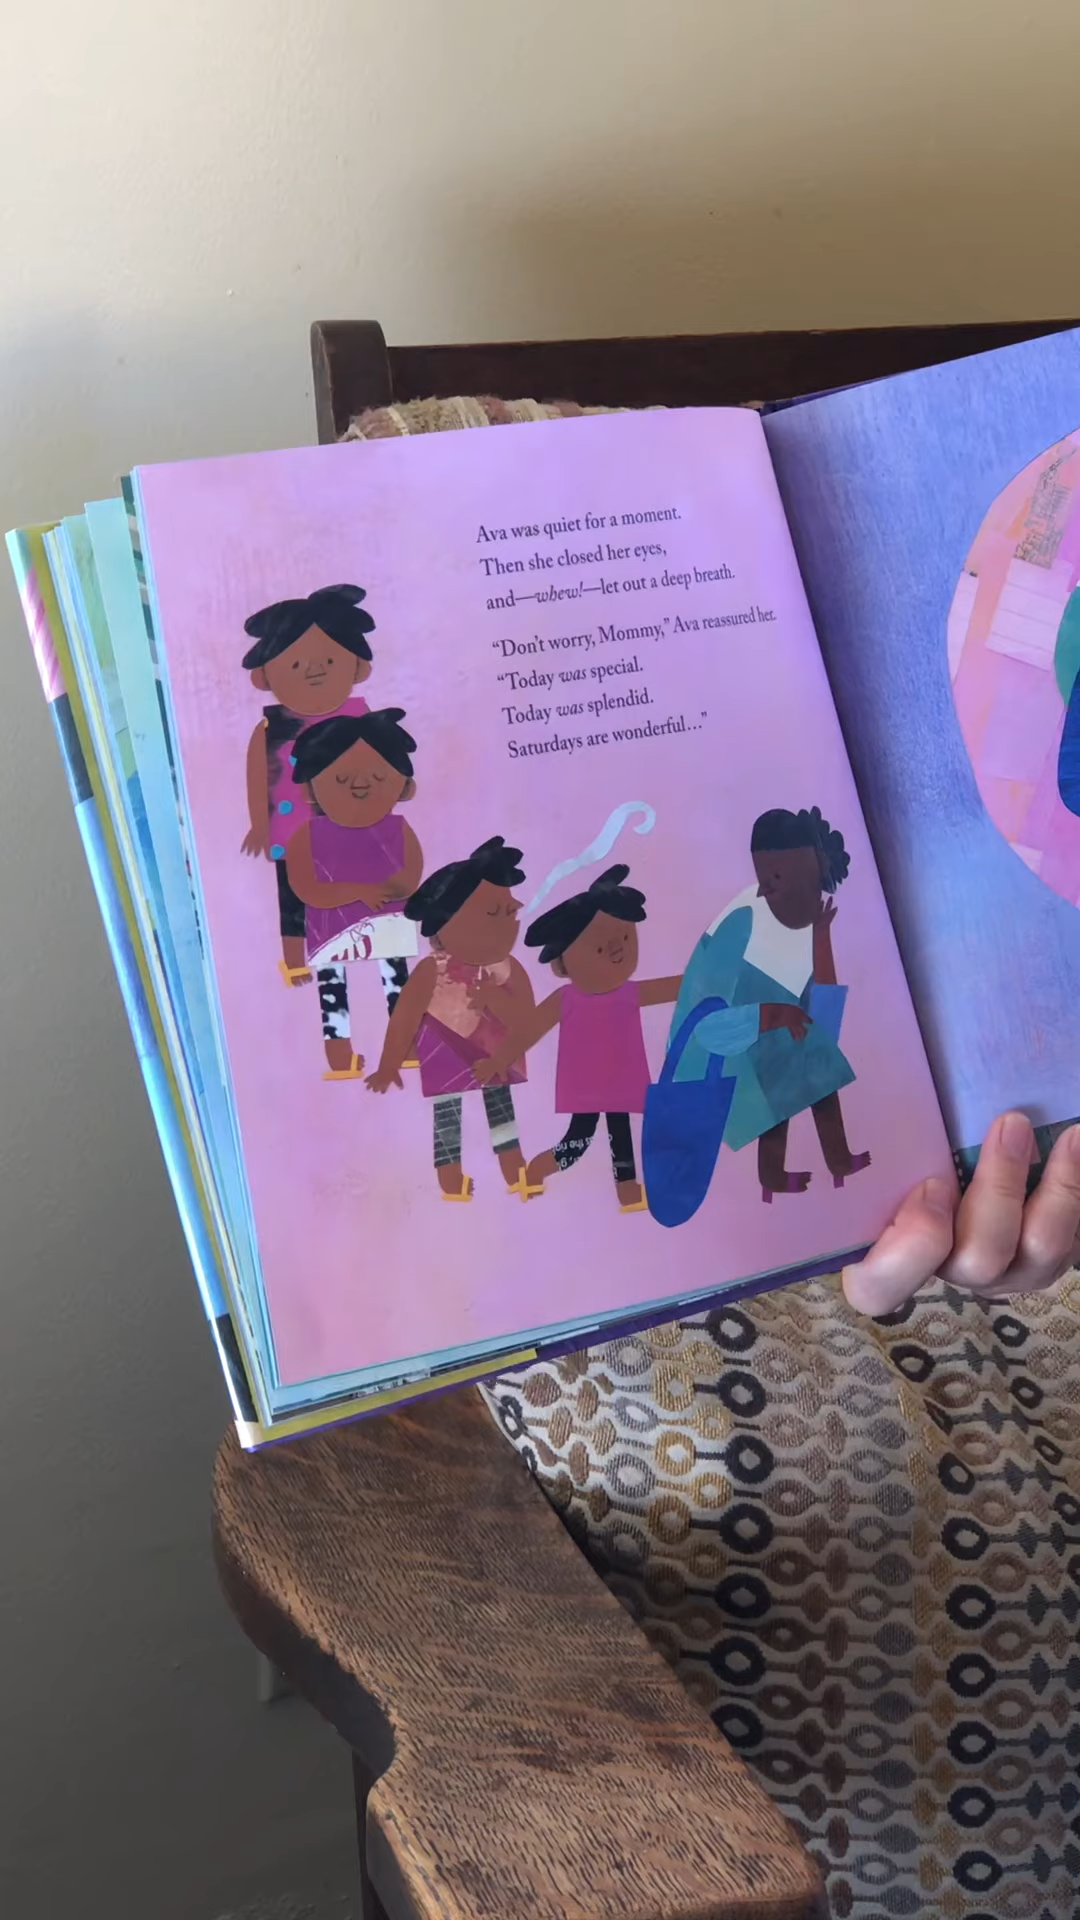 Ava was quiet for a moment.
Then she closed her eyes,
and—whew!—let out a deep breath.
“Don’t worry, Mommy,” Ava reassured her.
“Today was special.
Today was splendid.
Saturdays are wonderful…”